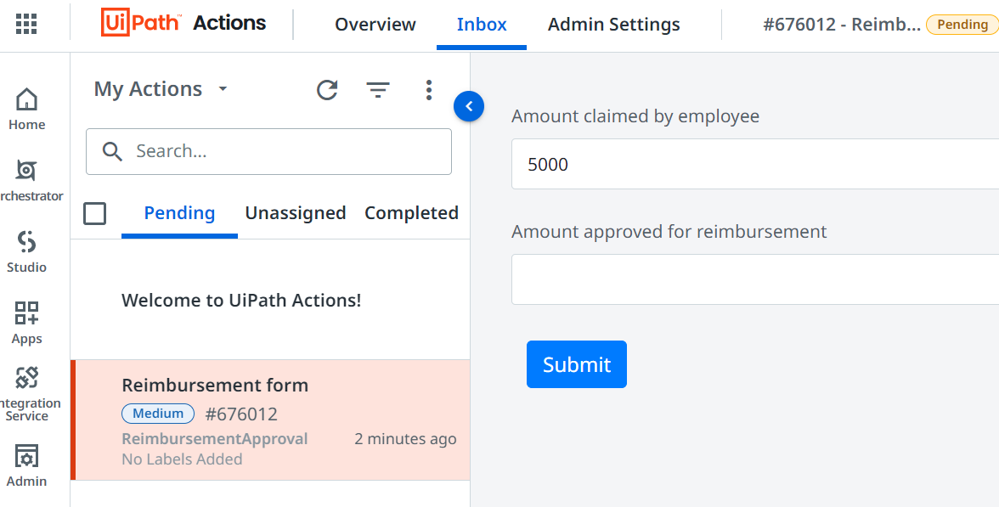 UiPath™ Actions
Overview
Inbox
Admin Settings
#676012 - Reimb...
Pending
Home
rchestrator
Studio
Apps
ntegration
Service
Admin
My Actions
Search...
Pending
Unassigned
Completed
Welcome to UiPath Actions!
Reimbursement form
Medium #676012
ReimbursementApproval 2 minutes ago
No Labels Added
Amount claimed by employee
5000
Amount approved for reimbursement
Submit